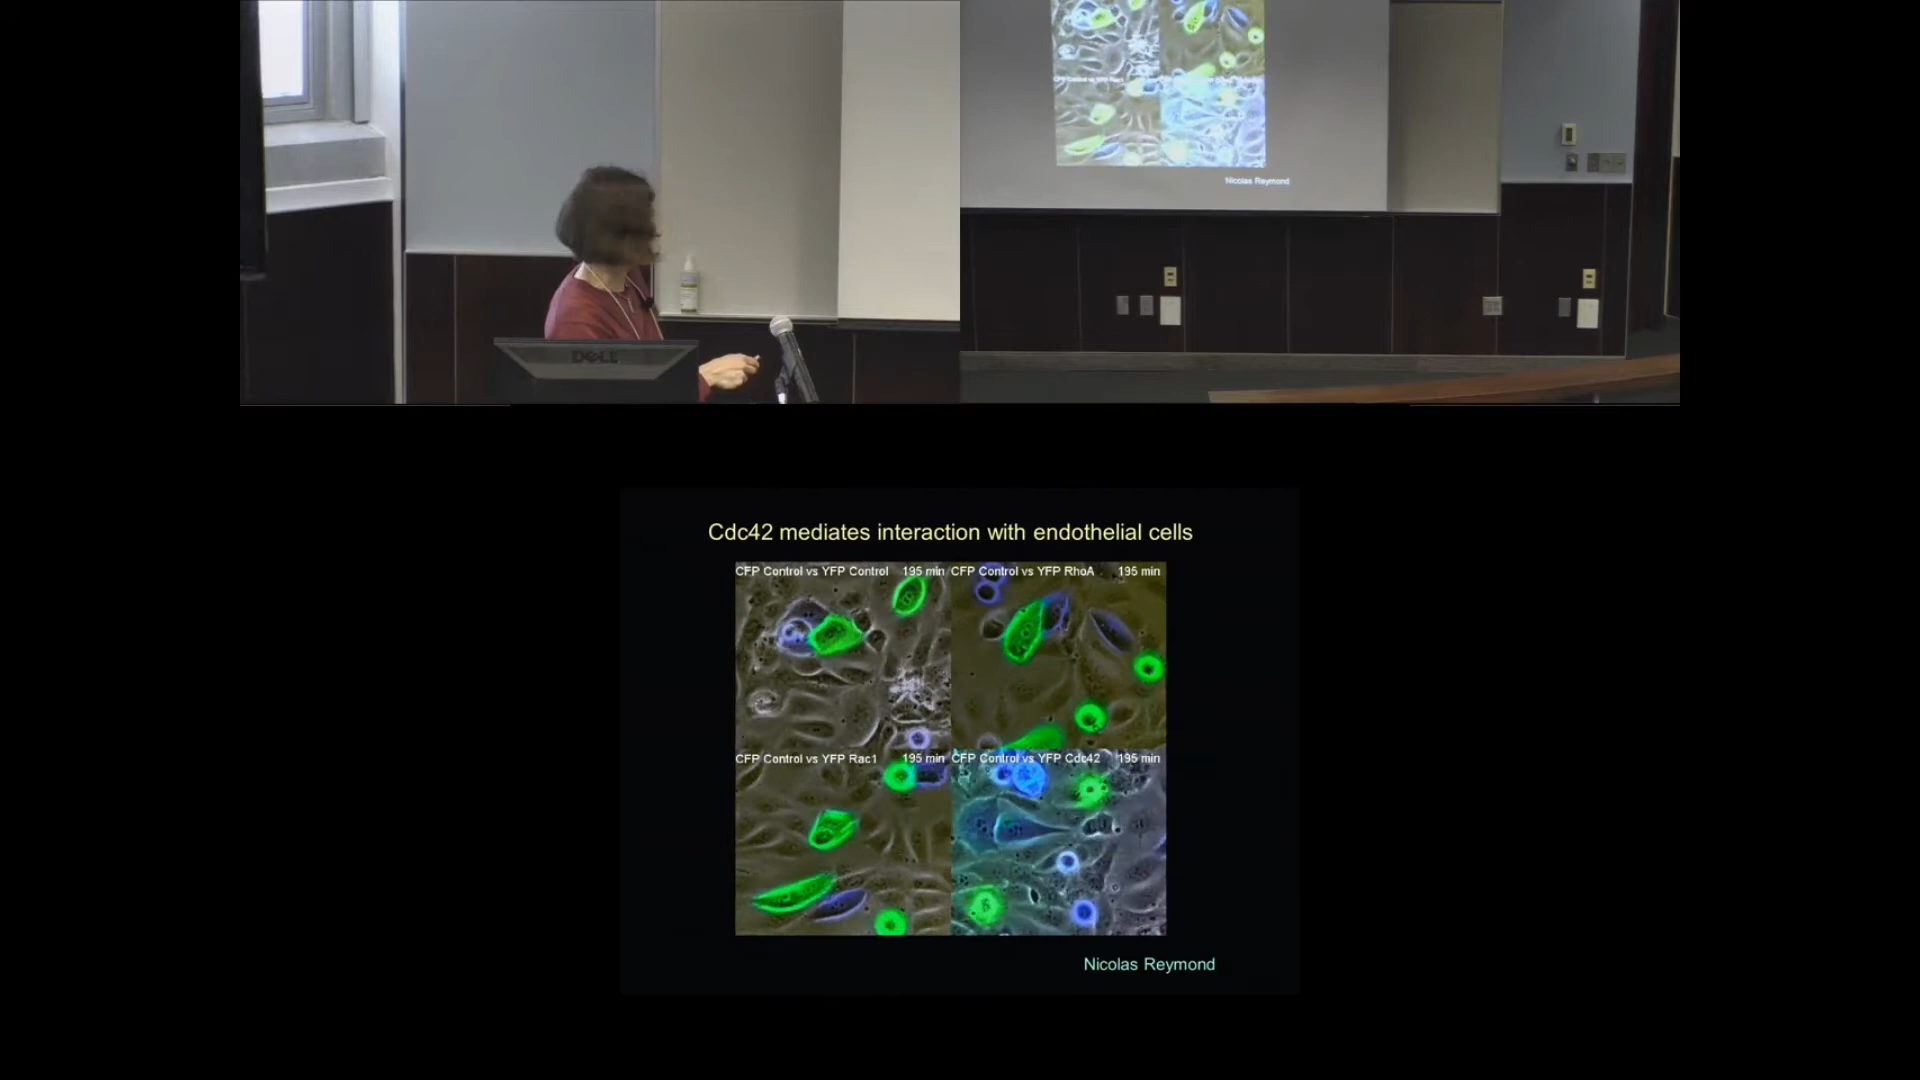 Nicolas Reymond
DELL
Cdc42 mediates interaction with endothelial cells
CFP Control vs YFP Control 195 min
CFP Control vs YFP RhoA 195 min
CFP Control vs YFP Rac1 195 min
CFP Control vs YFP Cdc42 195 min
Nicolas Reymond